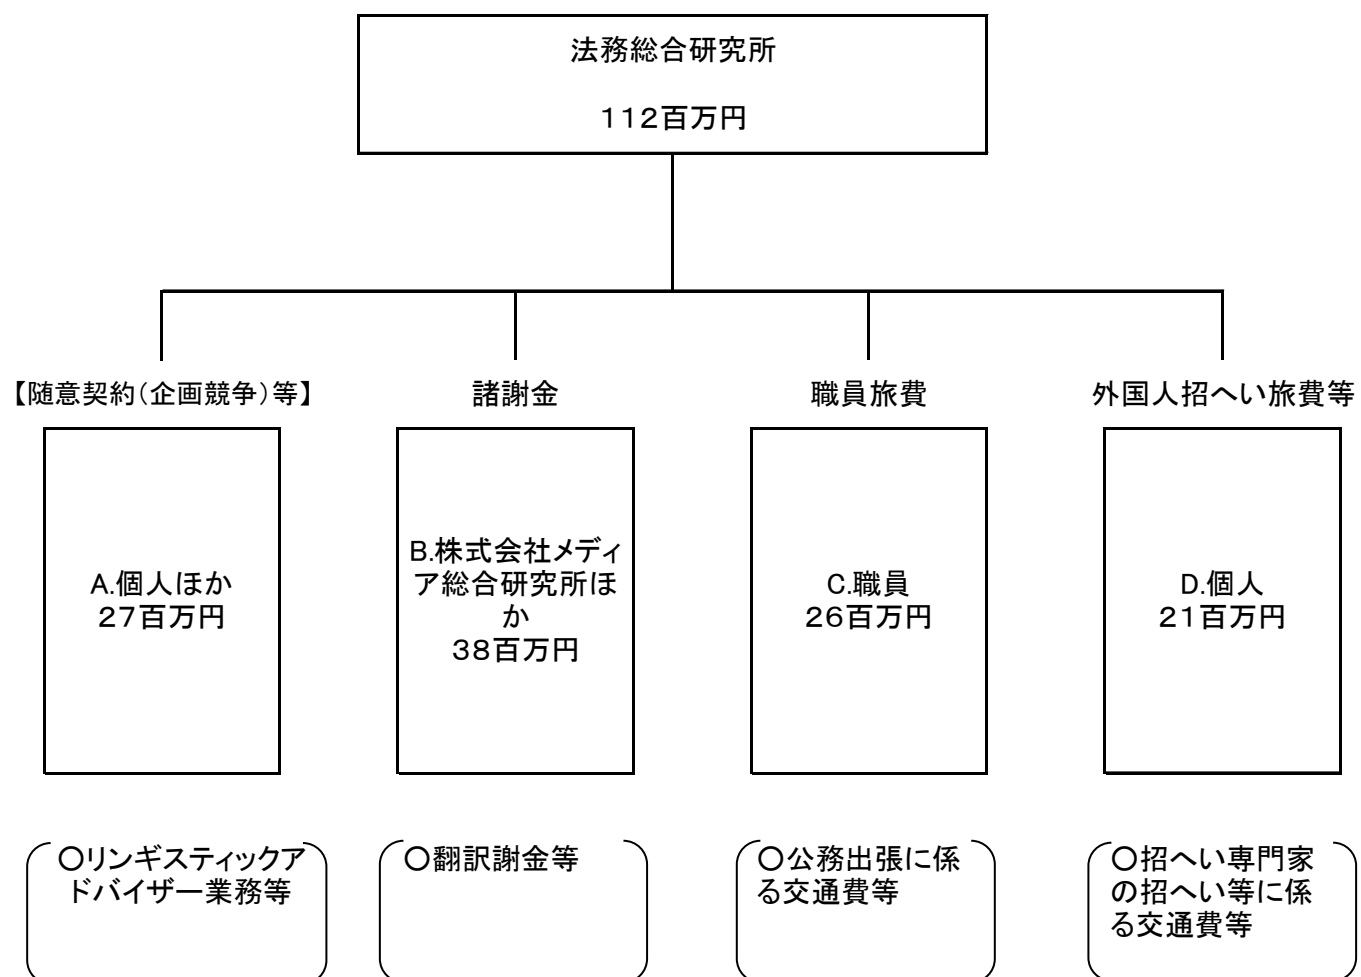 法務総合研究所
112百万円
【随意契約(企画競争)等】
諸謝金
職員旅費
外国人招へい旅費等
A.個人ほか
27百万円
B.株式会社メディ
ア総合研究所ほ
か
38百万円
C.職員
26百万円
D.個人
21百万円
○リンギスティックア
ドバイザー業務等
○翻訳謝金等
○公務出張に係
る交通費等
○招へい専門家
の招へい等に係
る交通費等